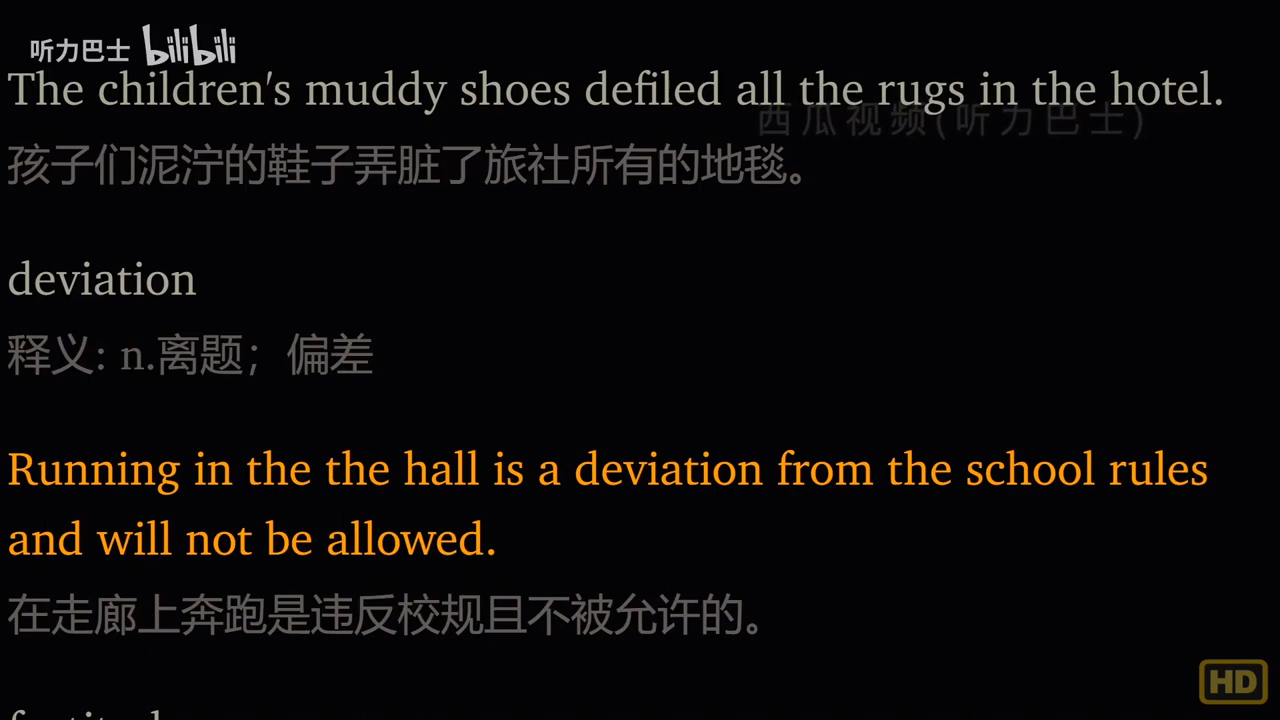 听力巴士 bilibili
The children's muddy shoes defiled all the rugs in the hotel.
西瓜视频(听力巴士)
孩子们泥泞的鞋子弄脏了旅社所有的地毯。
deviation
释义: n.离题；偏差
Running in the the hall is a deviation from the school rules
and will not be allowed.
在走廊上奔跑是违反校规且不被允许的。
HD